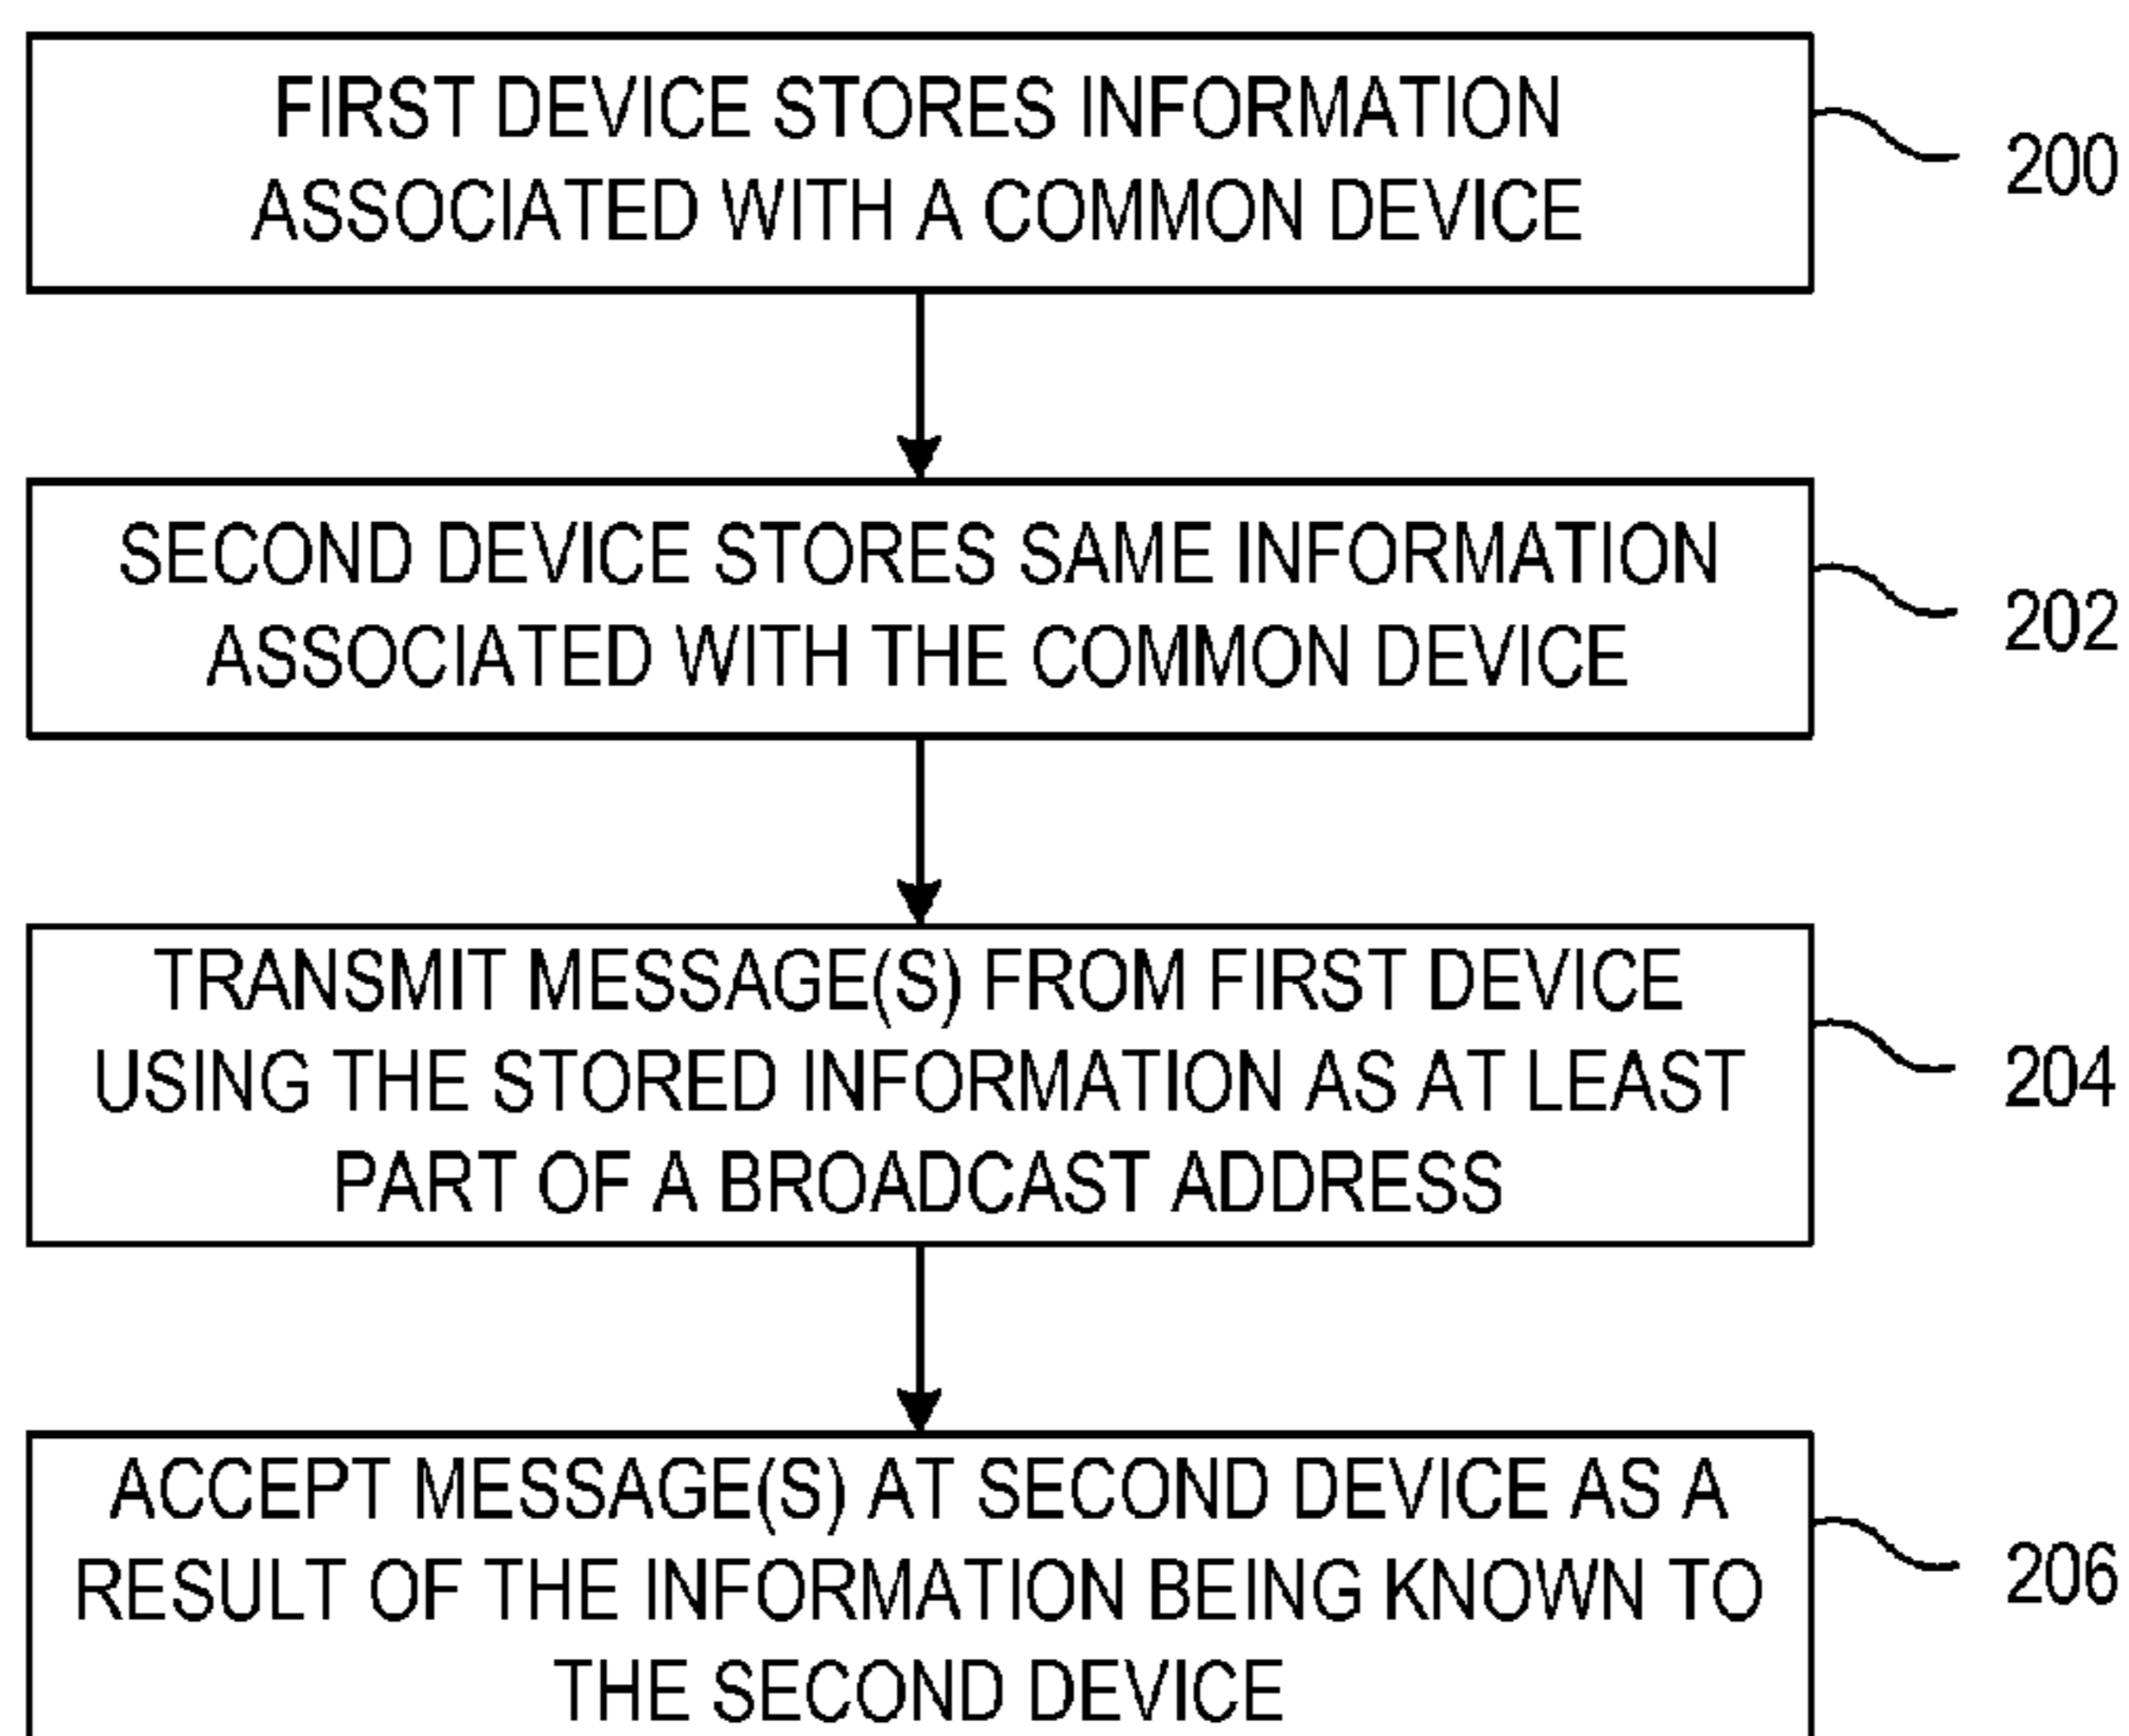 FIRST DEVICE STORES INFORMATION
ASSOCIATED WITH A COMMON DEVICE
200
SECOND DEVICE STORES SAME INFORMATION
ASSOCIATED WITH THE COMMON DEVICE
202
TRANSMIT MESSAGE(S) FROM FIRST DEVICE
USING THE STORED INFORMATION AS AT LEAST
PART OF A BROADCAST ADDRESS
204
ACCEPT MESSAGE(S) AT SECOND DEVICE AS A
RESULT OF THE INFORMATION BEING KNOWN TO
THE SECOND DEVICE
206